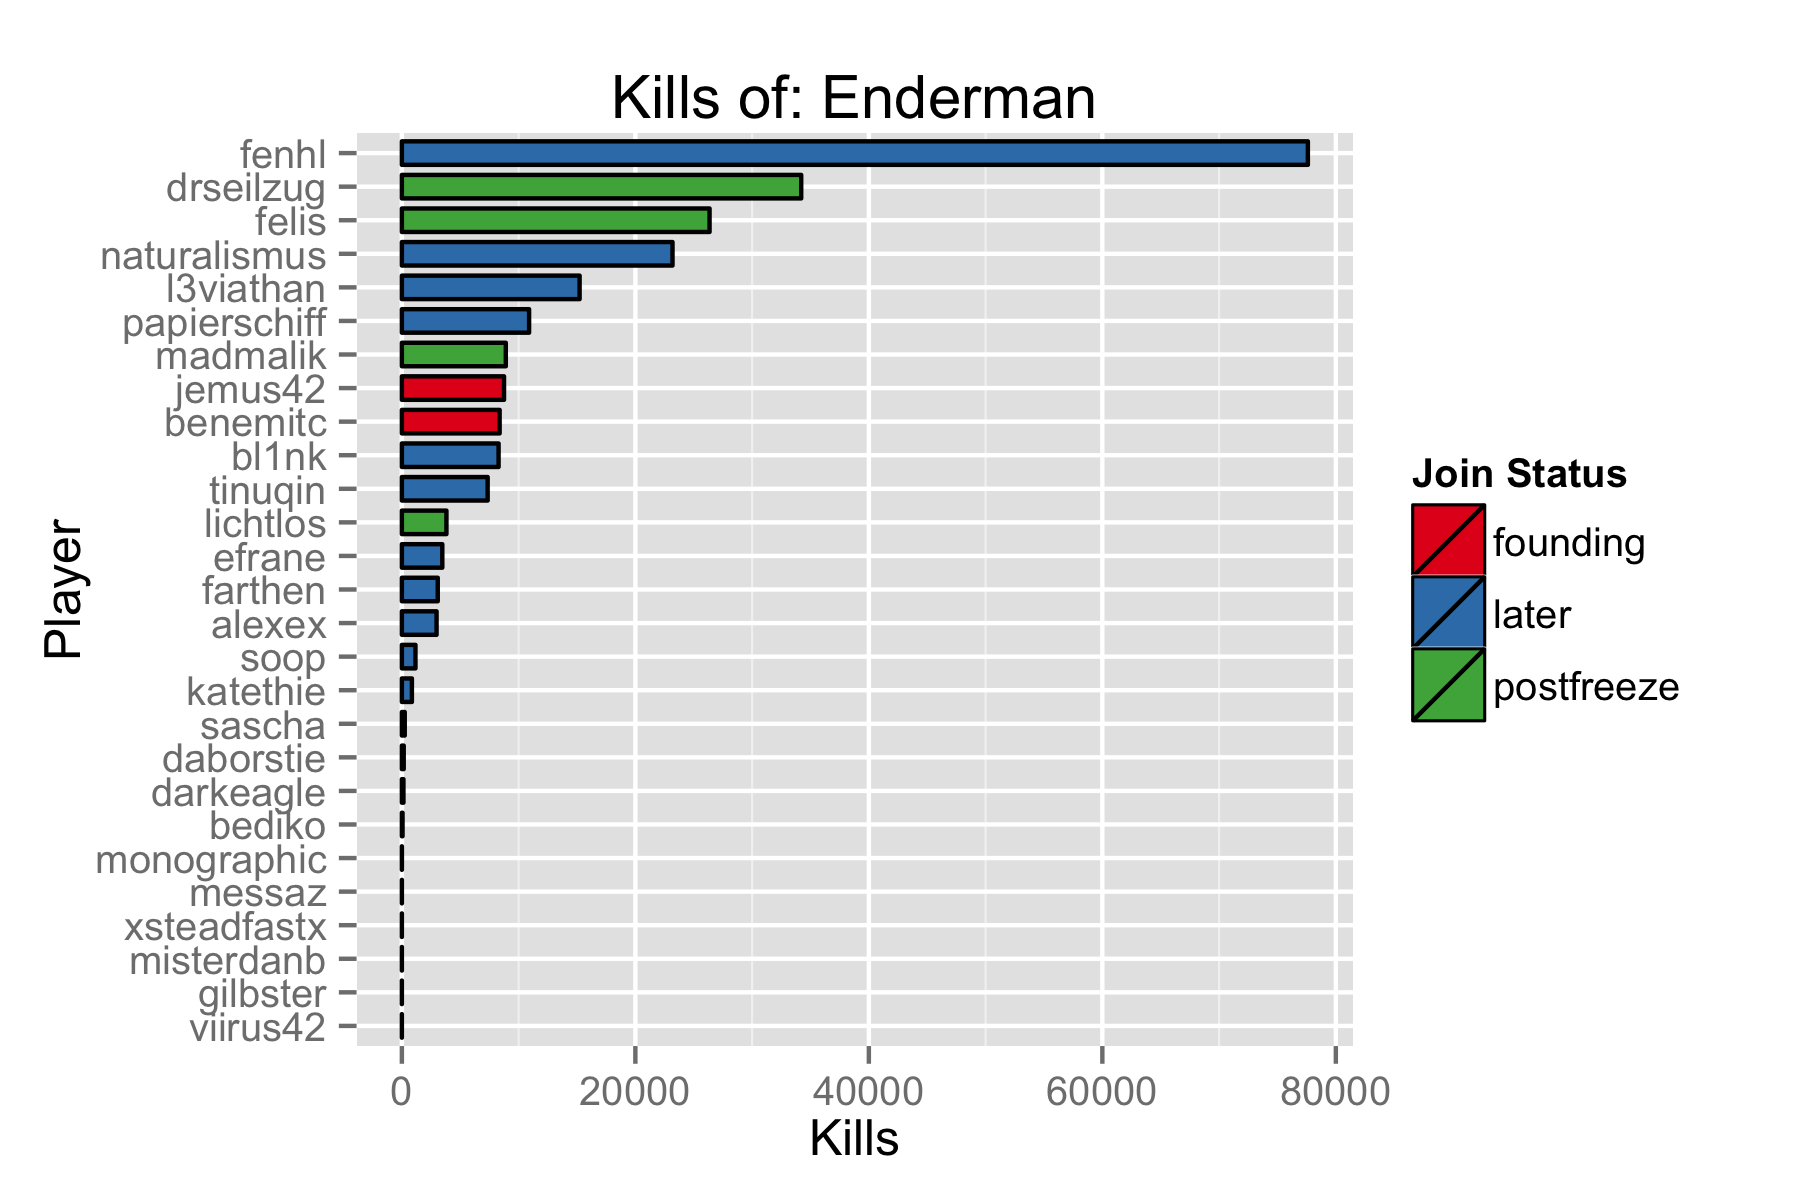 Kills of: Enderman
fenhl
drseilzug
felis
naturalismus
l3viathan
papierschiff
madmalik
jemus42
benemitc
bl1nk
tinuqin
lichtlos
efrane
farthen
alexex
soop
katethie
sascha
daborstie
darkeagle
bediko
monographic
messaz
xsteadfastx
misterdanb
gilbster
viirus42
Player
0 20000 40000 60000 80000
Kills
Join Status
founding
later
postfreeze